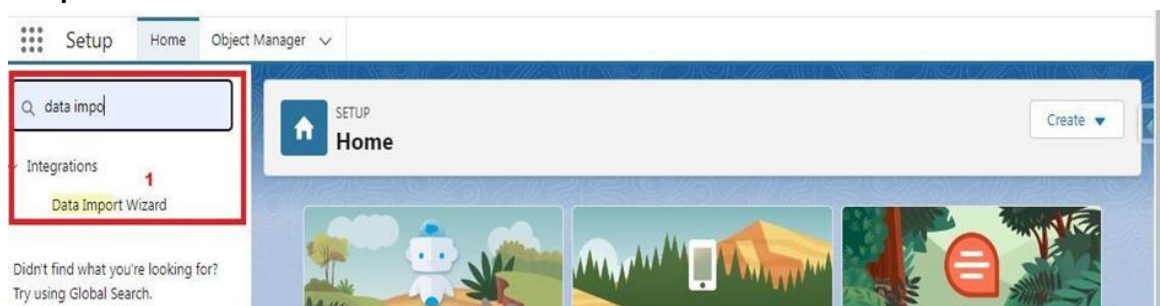 Setup Home Object Manager
data impo
SETUP
Home
Create
Integrations
1
Data Import Wizard
Didn't find what you're looking for?
Try using Global Search.